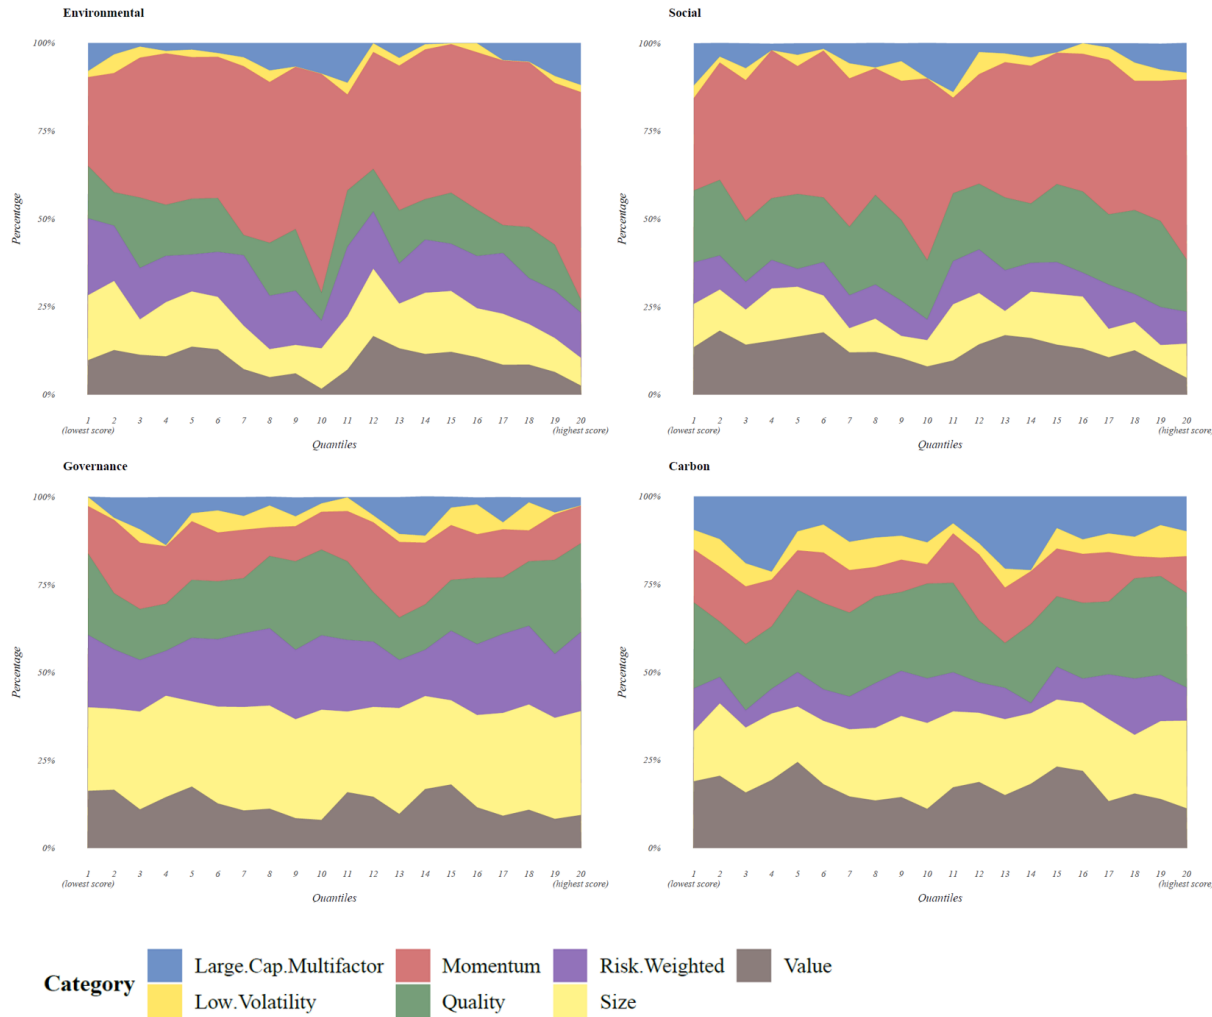 Environmental
Social
100%
75%
50%
25%
0%
Percentage
1 2 3 4 5 6 7 8 9 10 11 12 13 14 15 16 17 18 19 20
(lowest score) (highest score)
Quantiles
100%
75%
50%
25%
0%
Percentage
1 2 3 4 5 6 7 8 9 10 11 12 13 14 15 16 17 18 19 20
(lowest score) (highest score,
Quantiles
Governance
Carbon
100%
75%
50%
25%
0%
Percentage
1 2 3 4 5 6 7 8 9 10 11 12 13 14 15 16 17 18 19 20
(lowest score) (highest score)
Quantiles
100%
75%
50%
25%
0%
Percentage
1 2 3 4 5 6 7 8 9 10 11 12 13 14 15 16 17 18 19 20
(lowest score) (highest score,
Quantiles
Category
Large.Cap.Multifactor Momentum Risk.Weighted Value
Low.Volatility Quality Size